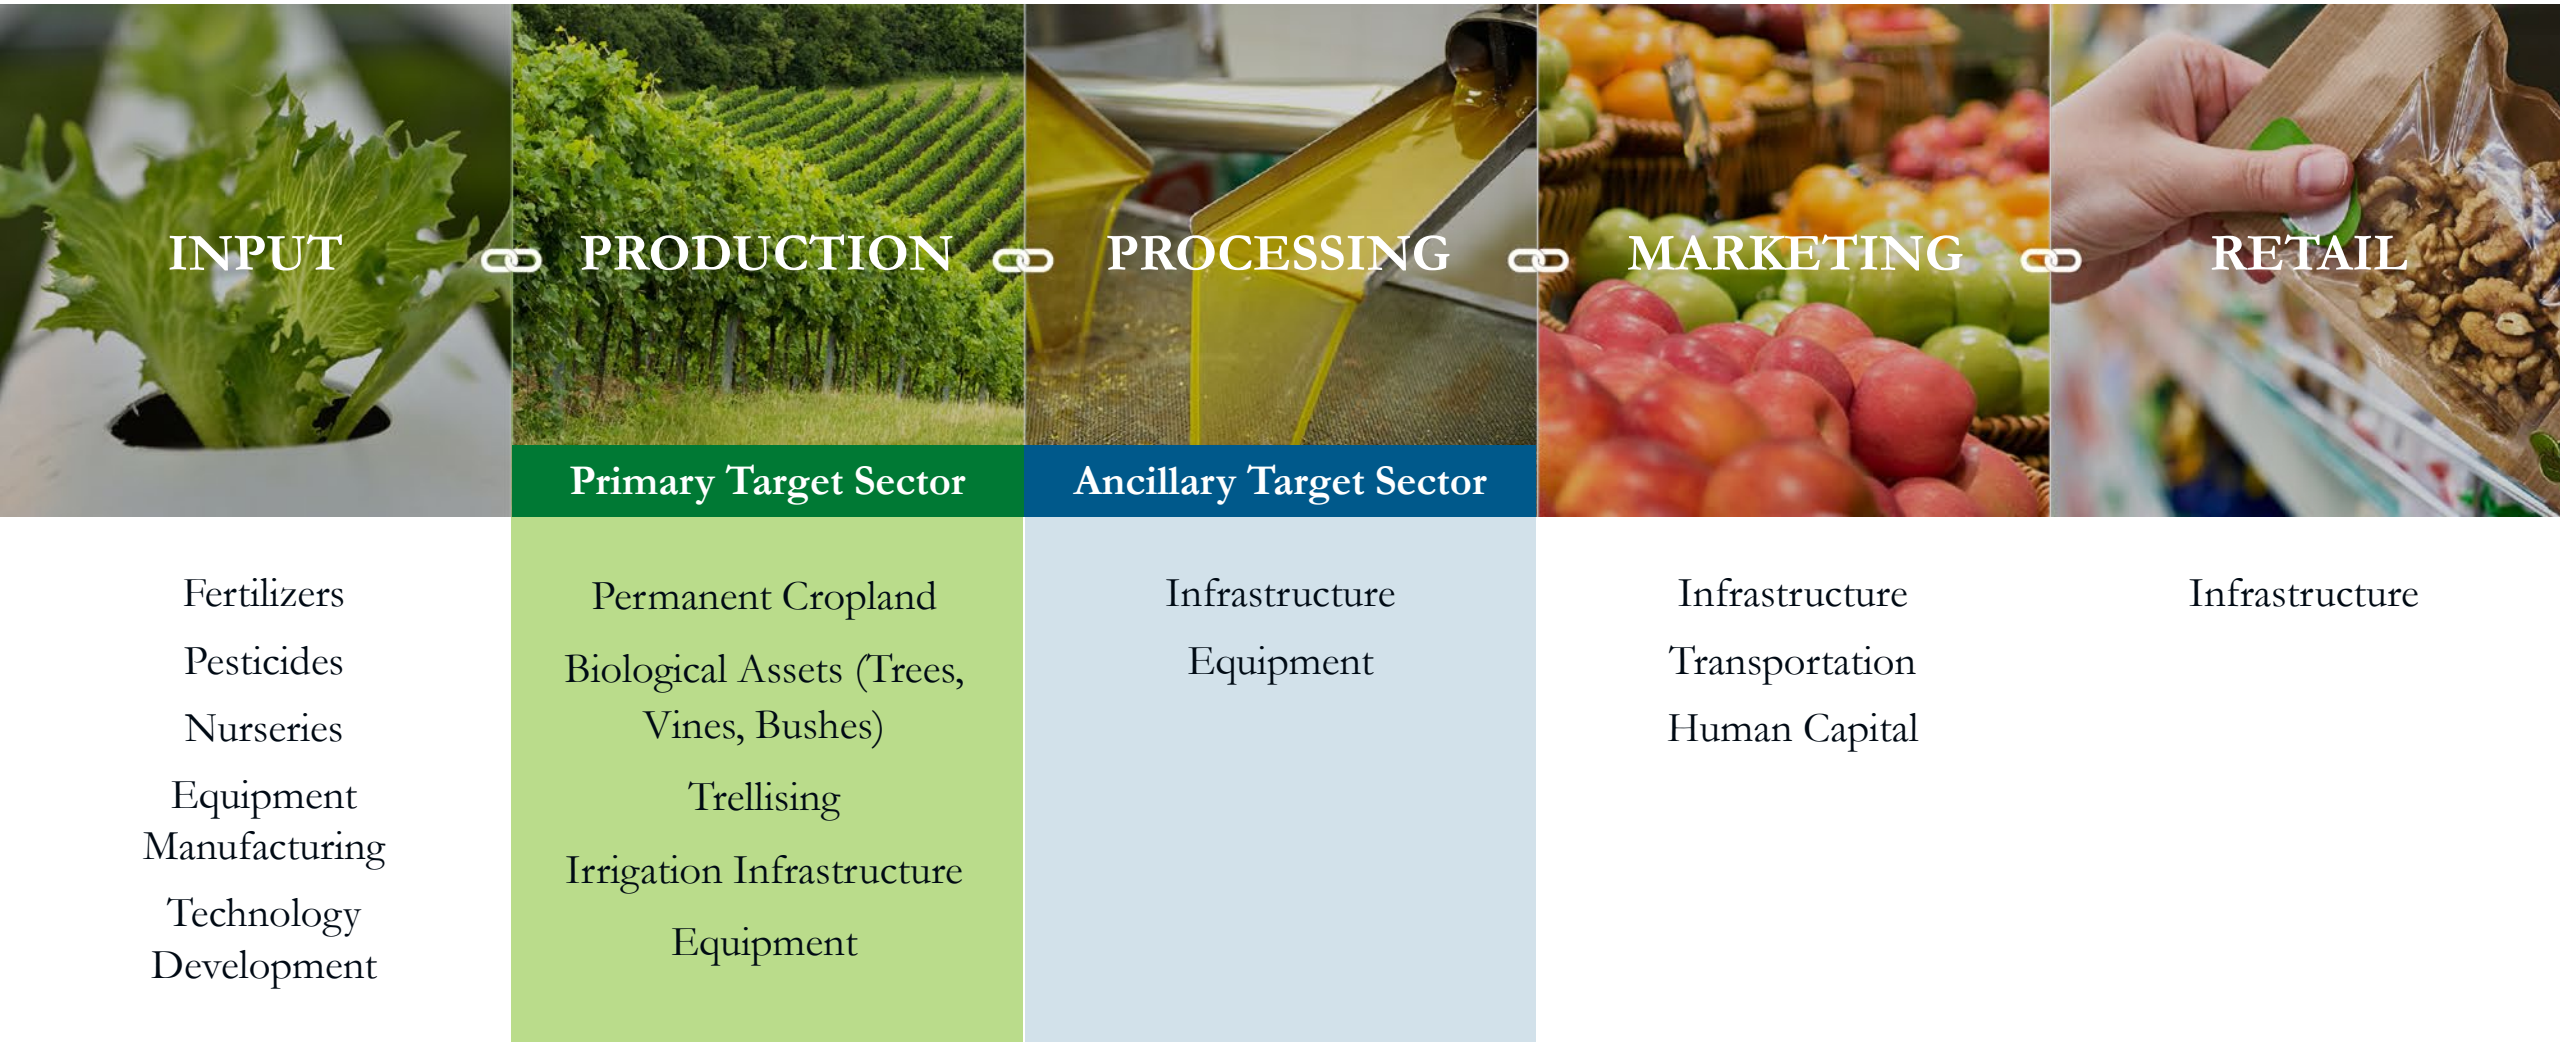 INPUT
PRODUCTION
PROCESSING
MARKETING
RETAIL
Primary Target Sector
Ancillary Target Sector
Fertilizers
Pesticides
Nurseries
Equipment
Manufacturing
Technology
Development
Permanent Cropland
Biological Assets (Trees,
Vines, Bushes)
Trellising
Irrigation Infrastructure
Equipment
Infrastructure
Equipment
Infrastructure
Transportation
Human Capital
Infrastructure